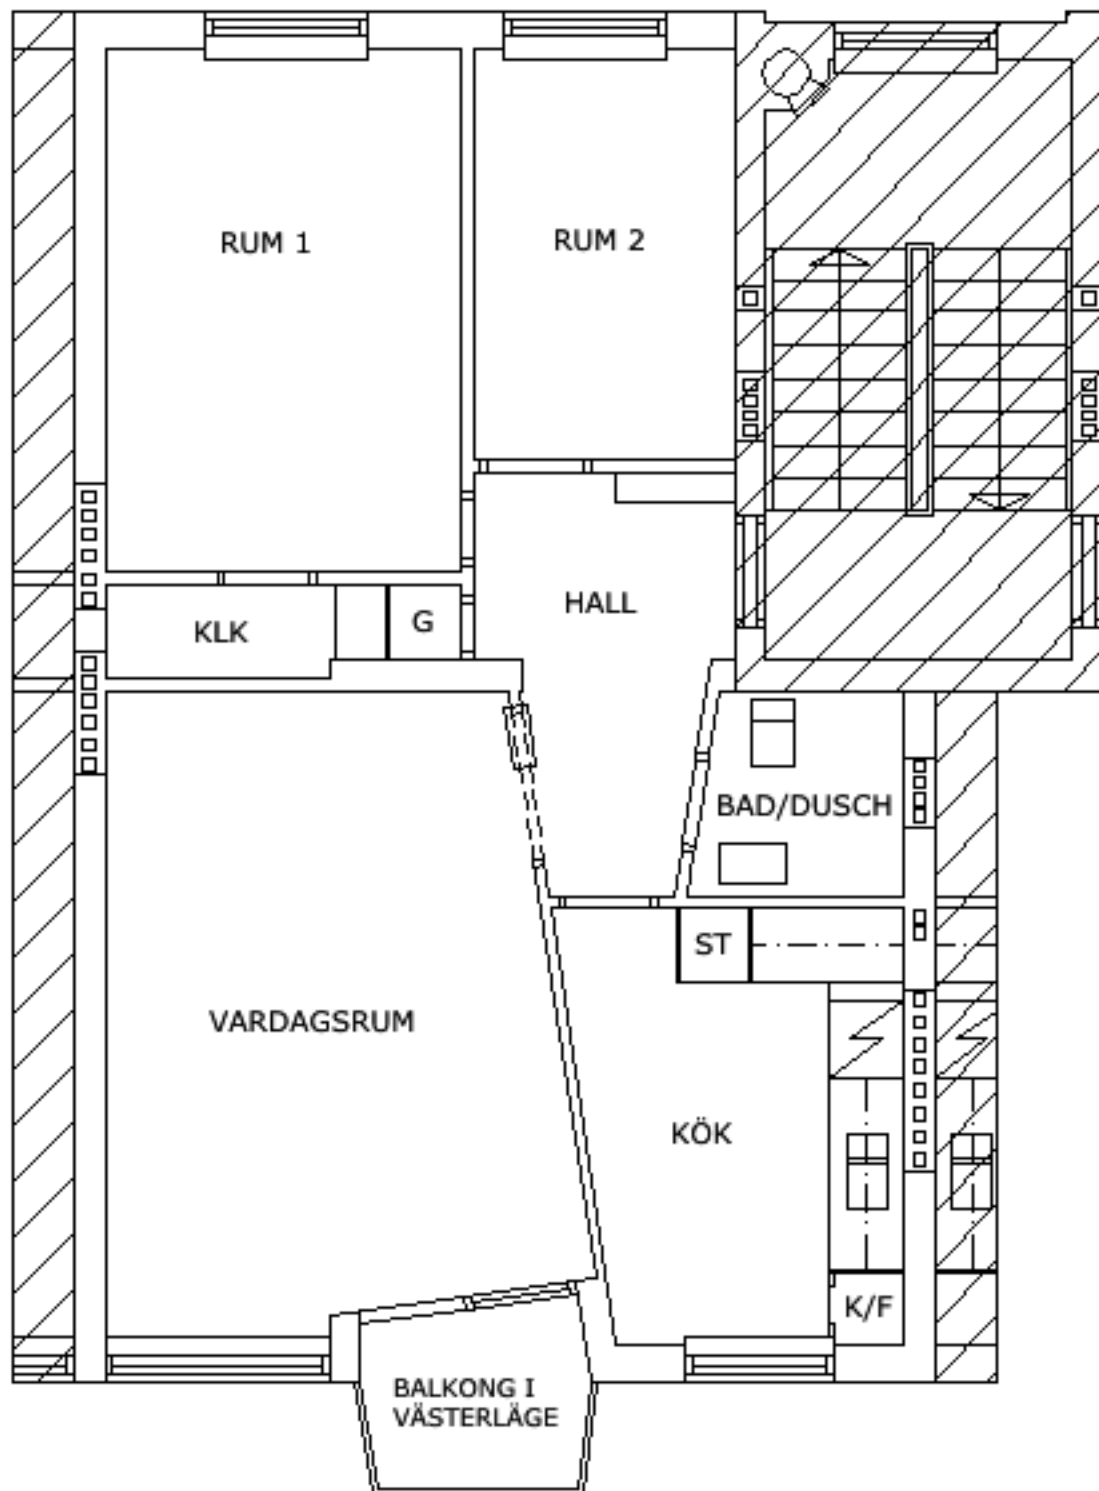 RUM 1
RUM 2
HALL
KLK
G
BAD/DUSCH
ST
VARDAGSRUM
KÖK
K/F
BALKONG I
VÄSTERLÄGE